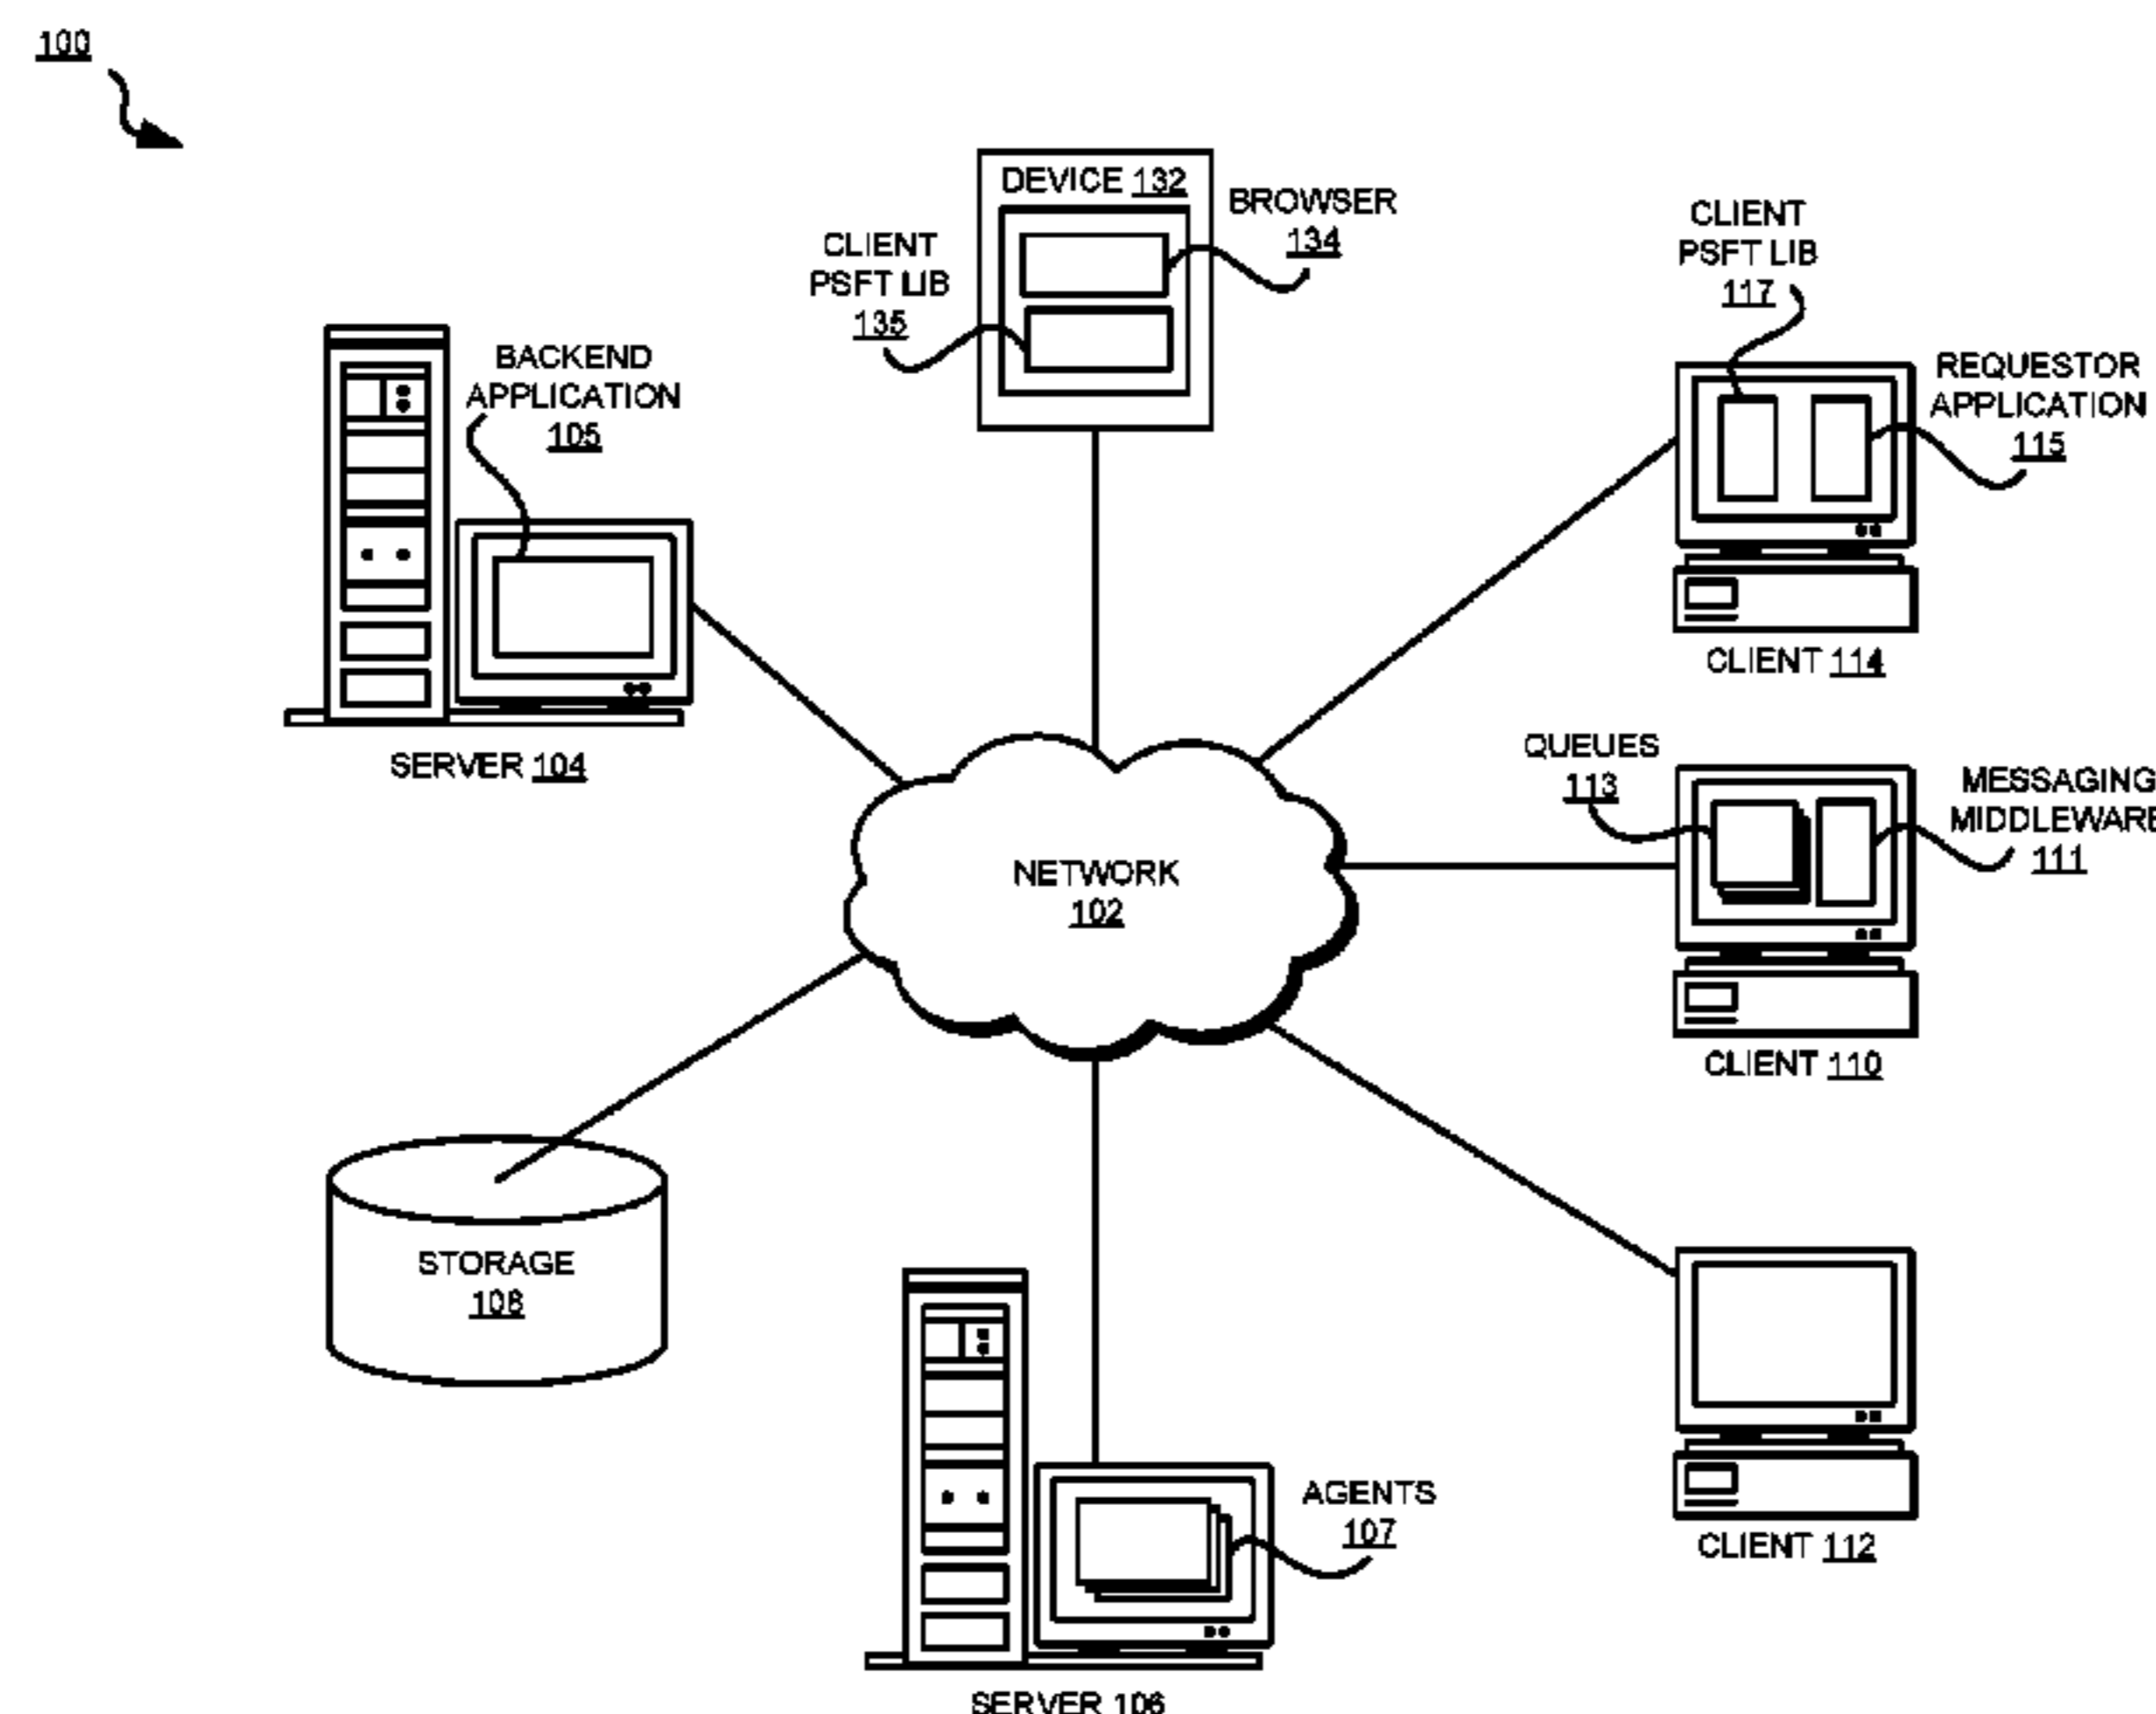 100
DEVICE 132
BROWSER
134
CLIENT
PSFT LIB
135
CLIENT
PSFT LIB
117
REQUESTOR
APPLICATION
115
BACKEND
APPLICATION
105
CLIENT 114
SERVER 104
QUEUES
113
MESSAGING
MIDDLEWARE
111
NETWORK
102
CLIENT 110
STORAGE
108
AGENTS
107
CLIENT 112
SERVER 106